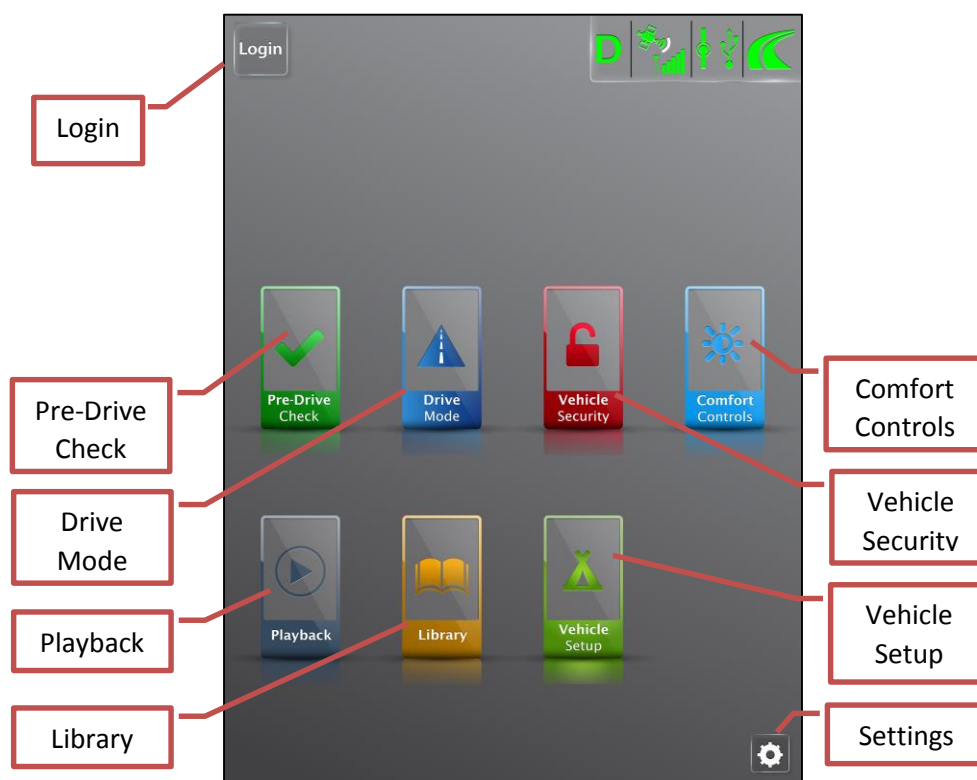 Login
D
Login
Pre-Drive
Check
Drive
Mode
Vehicle
Security
Comfort
Controls
Pre-Drive
Check
Comfort
Controls
Drive
Mode
Vehicle
Security
Playback
Library
Vehicle
Setup
Playback
Vehicle
Setup
Library
Settings